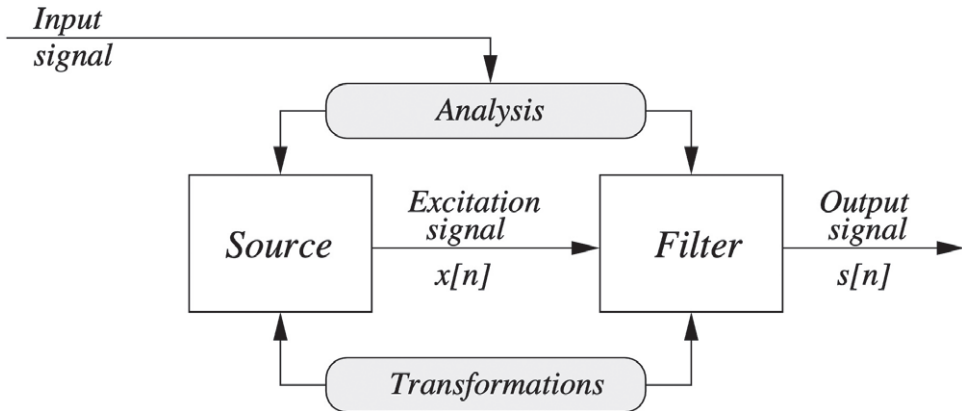 Input
signal
Analysis
Source
Excitation
signal
x[n]
Filter
Output
signal
s[n]
Transformations